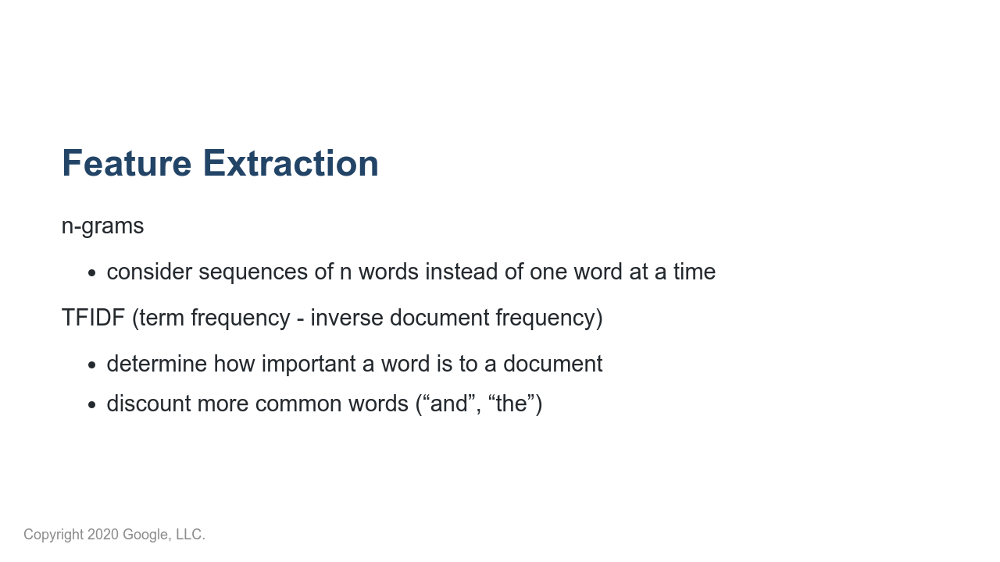 Feature Extraction
n-grams
• consider sequences of n words instead of one word at a time
TFIDF (term frequency - inverse document frequency)
• determine how important a word is to a document
• discount more common words (“and”, “the”)
Copyright 2020 Google, LLC.